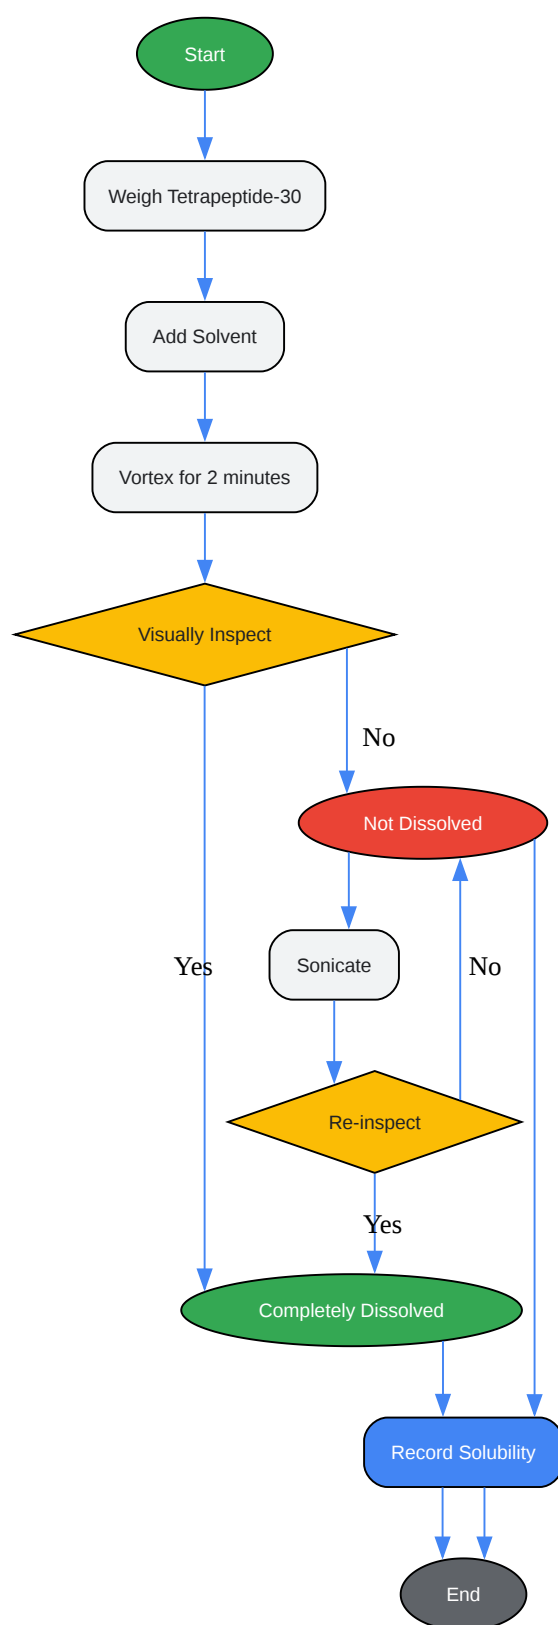 Start
Weigh Tetrapeptide-30
Add Solvent
Vortex for 2 minutes
Visually Inspect
No
Not Dissolved
Yes
Sonicate
No
Re-inspect
Yes
Completely Dissolved
Record Solubility
End